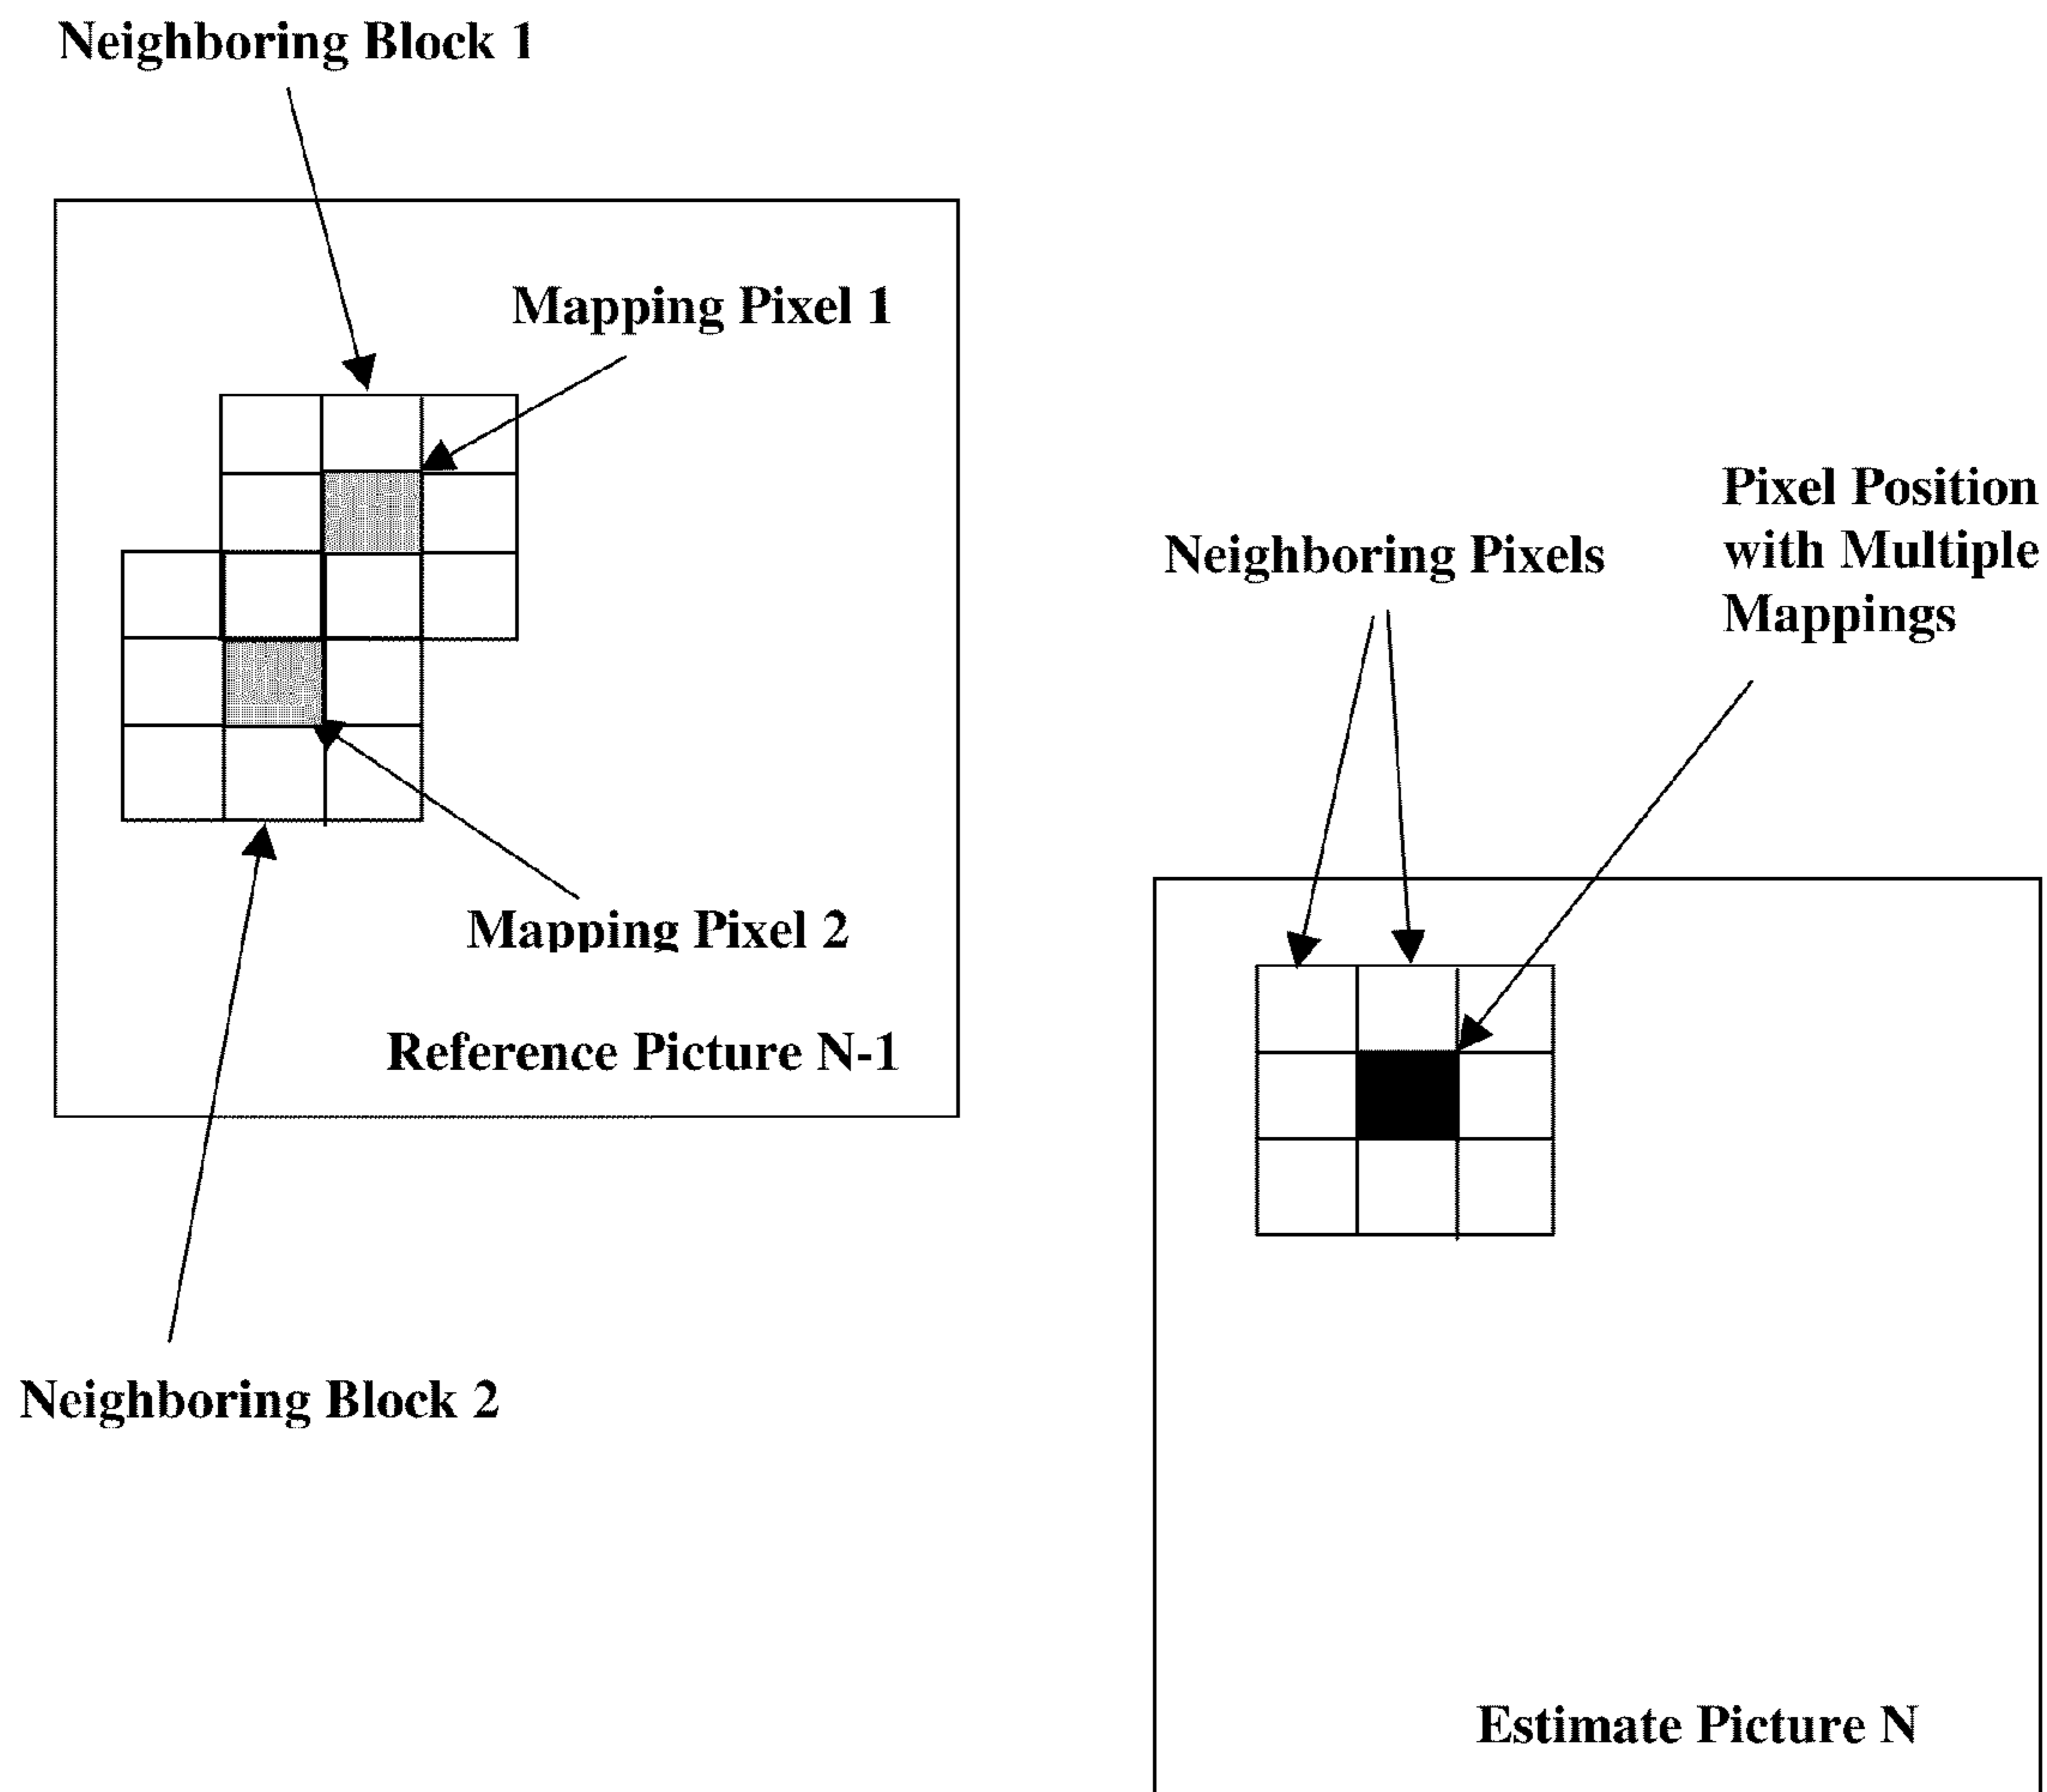 Neighboring Block 1
Mapping Pixel 1
Pixel Position
with Multiple
Mappings
Neighboring Pixels
Mapping Pixel 2
Reference Picture N-1
Neighboring Block 2
Estimate Picture N